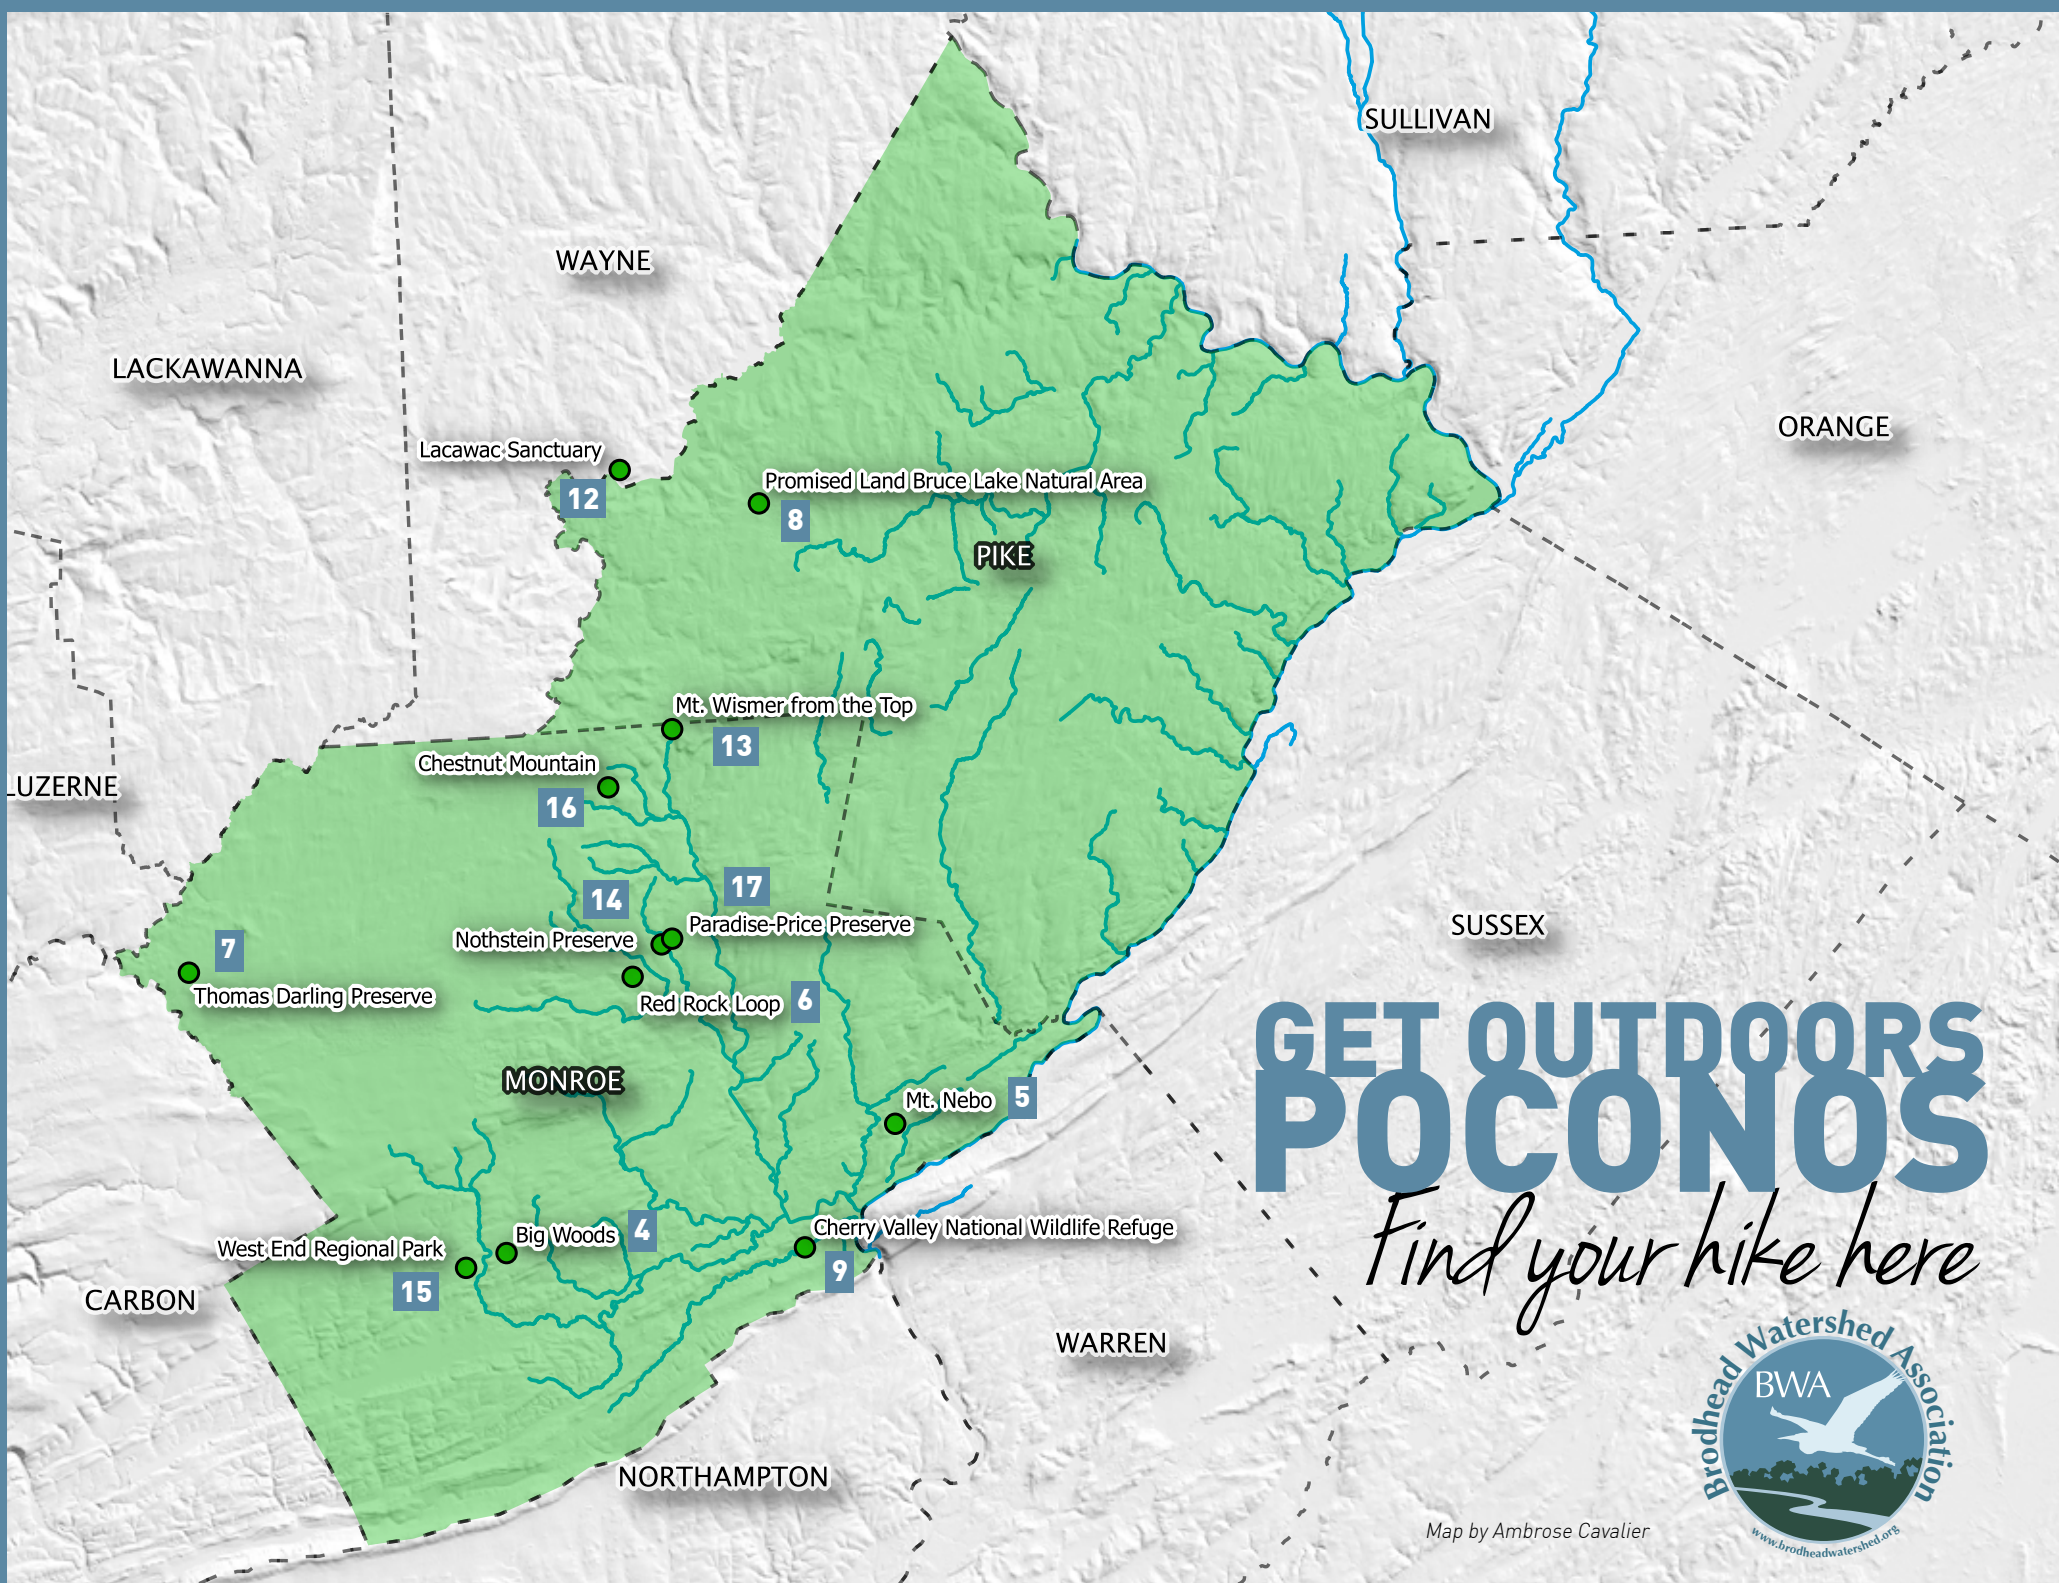 SULLIVAN
WAYNE
LACKAWANNA
ORANGE
Lacawac Sanctuary
12
Promised Land Bruce Lake Natural Area
8
PIKE
Mt. Wismer from the Top
13
Chestnut Mountain
16
LUZERNE
17
14
Paradise-Price Preserve
Nothstein Preserve
SUSSEX
7
Thomas Darling Preserve
Red Rock Loop
6
GET OUTDOORS
POCONOS
Find your hike here
MONROE
Mt. Nebo
5
Big Woods
4
Cherry Valley National Wildlife Refuge
9
West End Regional Park
15
CARBON
WARREN
NORTHAMPTON
Brodhead Watershed Association
BWA
www.brodheadwatershed.org
Map by Ambrose Cavalier